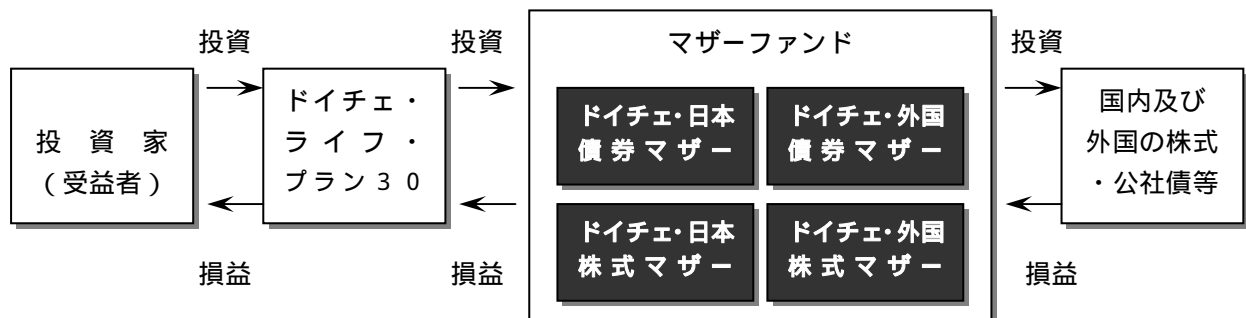 投資
投資
マザーファンド
投資
投　資　家
（受益者）
ドイチェ・
ライフ・
プラン３０
ドイチェ・日本
債券マザー
ドイチェ・外国
債券マザー
ドイチェ・日本
株式マザー
ドイチェ・外国
株式マザー
国内及び
外国の株式
・公社債等
損益
損益
損益